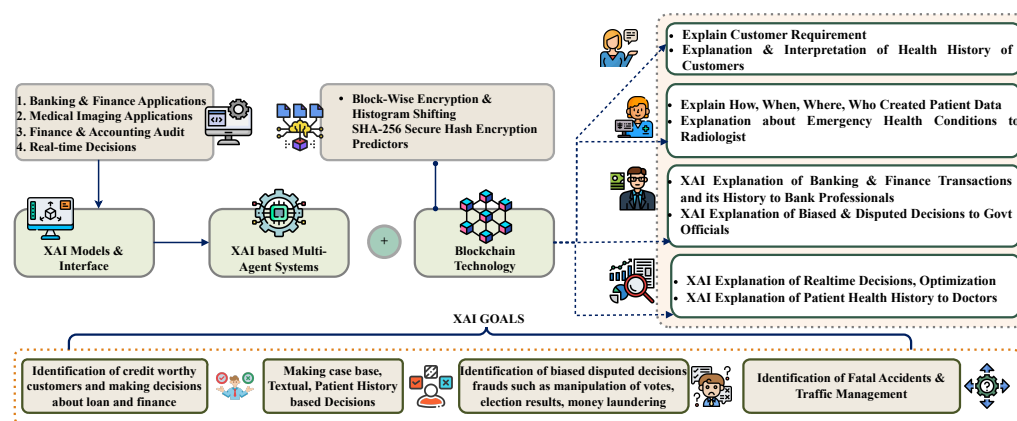 1. Banking & Finance Applications
2. Medical Imaging Applications
3. Finance & Accounting Audit
4. Real-time Decisions
• Block-Wise Encryption &
Histogram Shifting
SHA-256 Secure Hash Encryption
Predictors
XAI Models &
Interface
XAI based Multi-
Agent Systems
+
Blockchain
Technology
• Explain Customer Requirement
• Explanation & Interpretation of Health History of
Customers
• Explain How, When, Where, Who Created Patient Data
• Explanation about Emergency Health Conditions to
Radiologist
• XAI Explanation of Banking & Finance Transactions
and its History to Bank Professionals
• XAI Explanation of Biased & Disputed Decisions to Govt
Officials
• XAI Explanation of Realtime Decisions, Optimization
• XAI Explanation of Patient Health History to Doctors
XAI GOALS
Identification of credit worthy
customers and making decisions
about loan and finance
Making case base,
Textual, Patient History
based Decisions
Identification of biased disputed decisions
frauds such as manipulation of votes,
election results, money laundering
Identification of Fatal Accidents &
Traffic Management